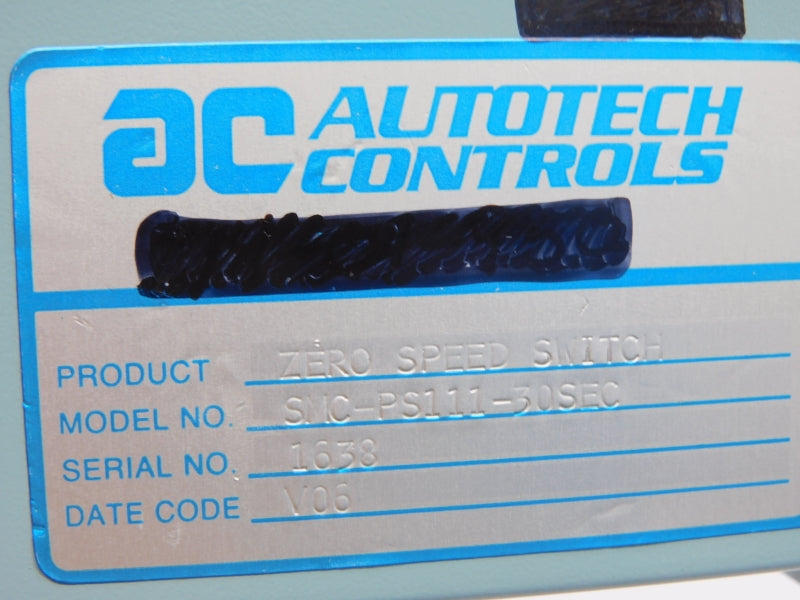 ac AUTOTECH
CONTROLS
PRODUCT ZERO SPEED SWITCH
MODEL NO. SMC-PS111-30SEC
SERIAL NO. 1638
DATE CODE V06